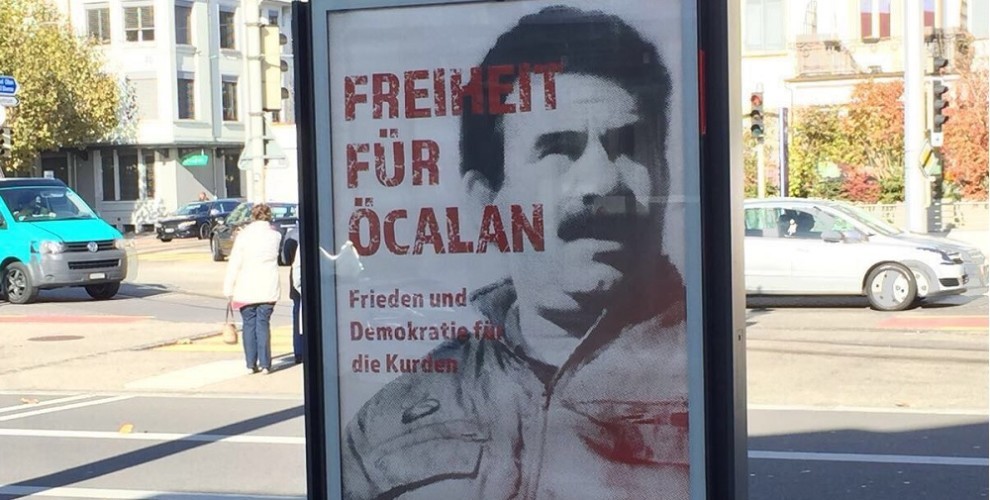 FREIHEIT
FÜR
ÖCALAN
Frieden und
Demokratie für
die Kurden